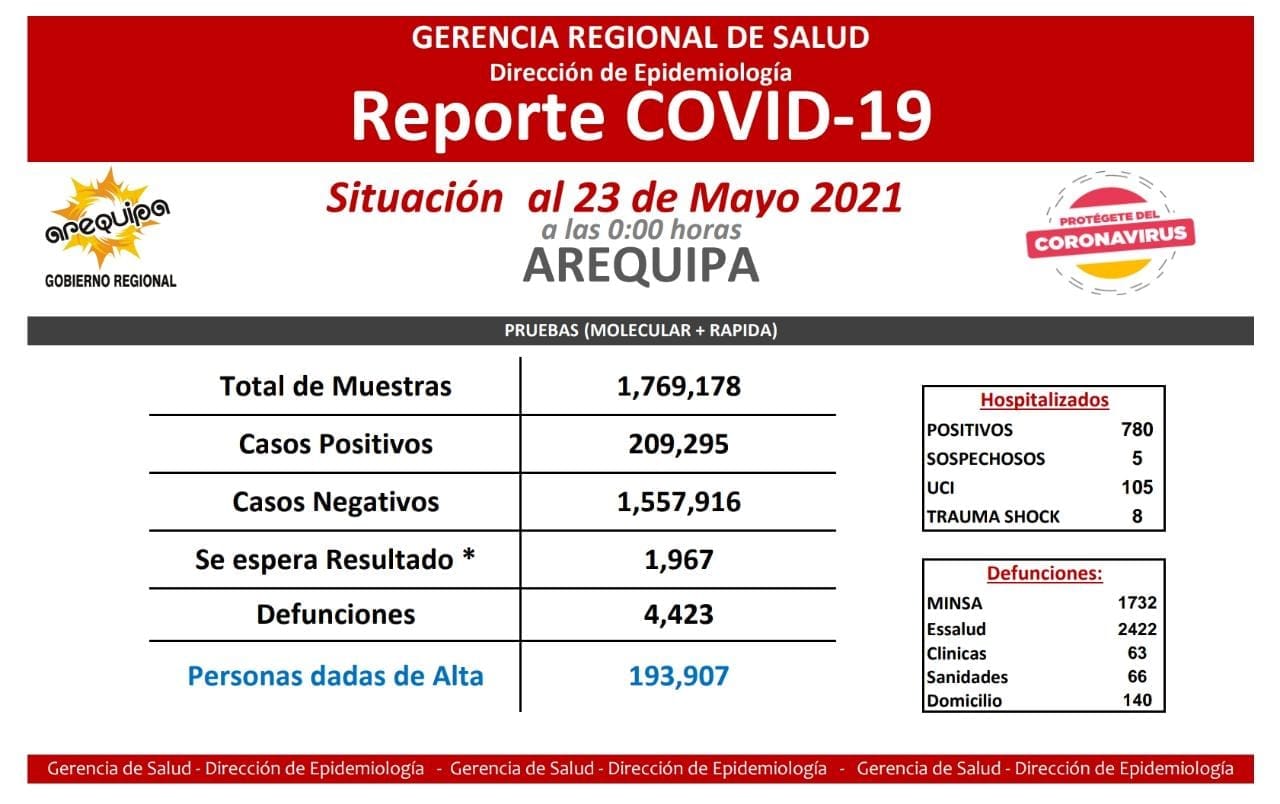 GERENCIA REGIONAL DE SALUD
Dirección de Epidemiología
Reporte COVID-19
arequipa
GOBIERNO REGIONAL
Situación al 23 de Mayo 2021
a las 0:00 horas
AREQUIPA
PROTÉGETE DEL
CORONAVIRUS
PRUEBAS (MOLECULAR + RAPIDA)
Total de Muestras 1,769,178
Casos Positivos 209,295
Casos Negativos 1,557,916
Se espera Resultado * 1,967
Defunciones 4,423
Personas dadas de Alta 193,907
Hospitalizados
POSITIVOS 780
SOSPECHOSOS 5
UCI 105
TRAUMA SHOCK 8
Defunciones:
MINSA 1732
Essalud 2422
Clinicas 63
Sanidades 66
Domicilio 140
Gerencia de Salud - Dirección de Epidemiología - Gerencia de Salud - Dirección de Epidemiología - Gerencia de Salud - Dirección de Epidemiología